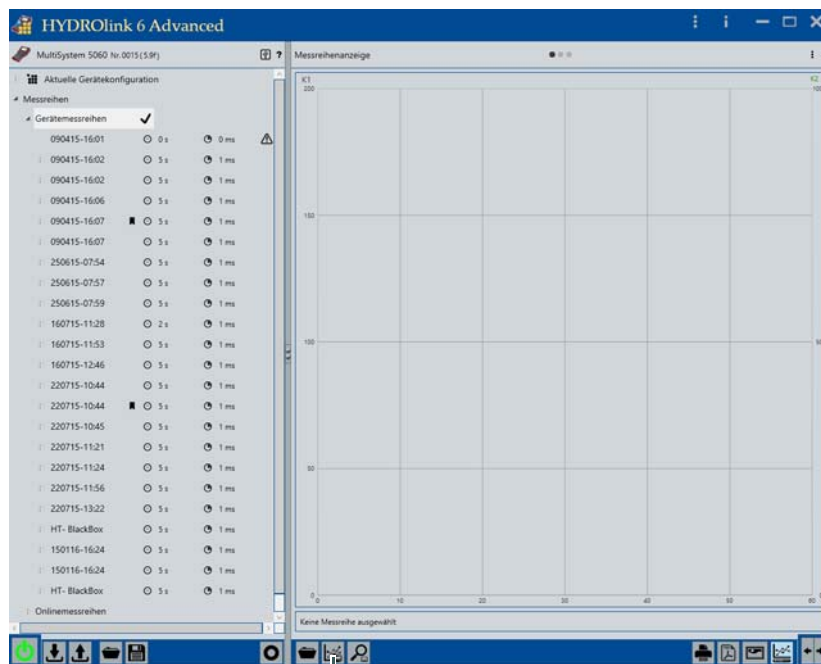 HYDROlink 6 Advanced
MultiSystem 5060 Nr.0015 (5.9f)
?
Messreihenanzeige
Aktuelle Gerätekonfiguration
Messreihen
Gerätemessreihen
090415-16:01 0 s 0 ms
090415-16:02 5 s 1 ms
090415-16:02 5 s 1 ms
090415-16:06 5 s 1 ms
090415-16:07 5 s 1 ms
090415-16:07 5 s 1 ms
250615-07:54 5 s 1 ms
250615-07:57 5 s 1 ms
250615-07:59 5 s 1 ms
160715-11:28 2 s 1 ms
160715-11:53 5 s 1 ms
160715-12:46 5 s 1 ms
220715-10:44 5 s 1 ms
220715-10:44 5 s 1 ms
220715-10:45 5 s 1 ms
220715-11:21 5 s 1 ms
220715-11:24 5 s 1 ms
220715-11:56 5 s 1 ms
220715-13:22 5 s 1 ms
HT- BlackBox 5 s 1 ms
150116-16:24 5 s 1 ms
150116-16:24 5 s 1 ms
HT- BlackBox 5 s 1 ms
Onlinemessreihen
K1 K2
200
150
100
50
0
0 10 20 30 40 50 60
Keine Messreihe ausgewählt